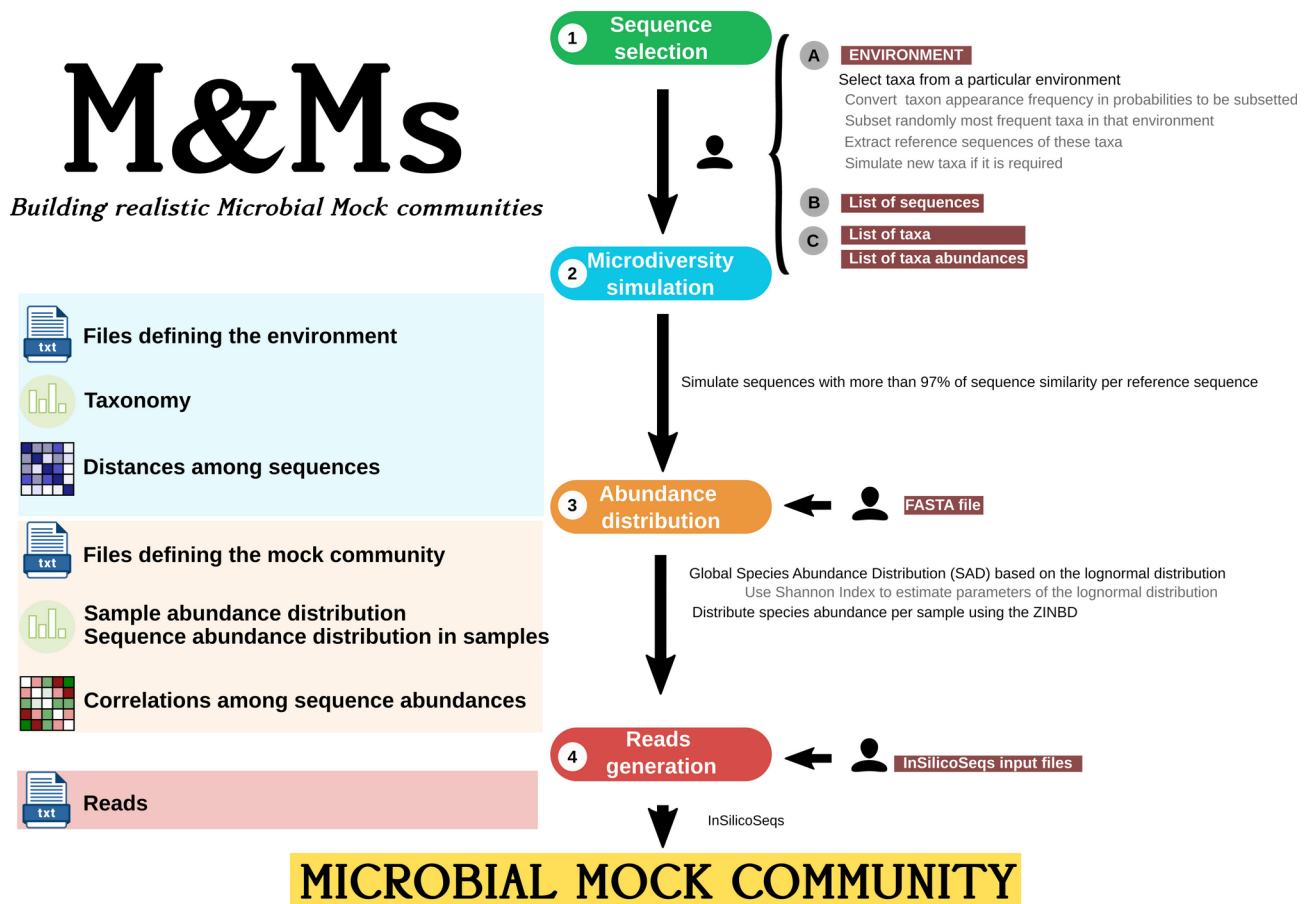 M&Ms
Building realistic Microbial Mock communities
txt
Files defining the environment
Taxonomy
Distances among sequences
txt
Files defining the mock community
Sample abundance distribution
Sequence abundance distribution in samples
Correlations among sequence abundances
txt
Reads
1
Sequence
selection
A
ENVIRONMENT
Select taxa from a particular environment
Convert taxon appearance frequency in probabilities to be subsetted
Subset randomly most frequent taxa in that environment
Extract reference sequences of these taxa
Simulate new taxa if it is required
B
List of sequences
C
List of taxa
List of taxa abundances
2
Microdiversity
simulation
Simulate sequences with more than 97% of sequence similarity per reference sequence
3
Abundance
distribution
FASTA file
Global Species Abundance Distribution (SAD) based on the lognormal distribution
Use Shannon Index to estimate parameters of the lognormal distribution
Distribute species abundance per sample using the ZINBD
4
Reads
generation
InSilicoSeqs input files
InSilicoSeqs
MICROBIAL MOCK COMMUNITY